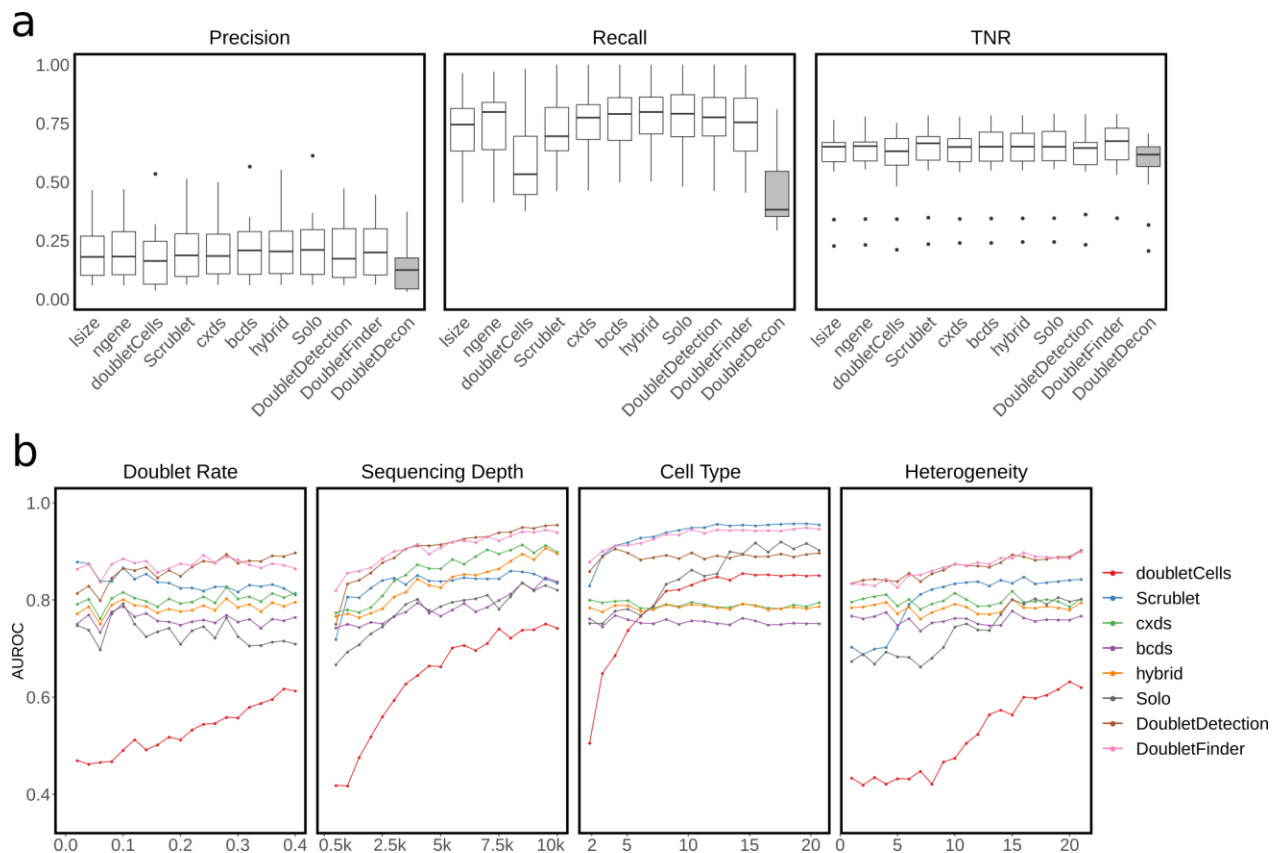 a
Precision Recall TNR
1.00
0.75
0.50
0.25
0.00
lsize ngene doubletCells Scrublet cxds bcds hybrid Solo DoubletDetection DoubletFinder DoubletDecon
lsize ngene doubletCells Scrublet cxds bcds hybrid Solo DoubletDetection DoubletFinder DoubletDecon
lsize ngene doubletCells Scrublet cxds bcds hybrid Solo DoubletDetection DoubletFinder DoubletDecon
b
Doublet Rate Sequencing Depth Cell Type Heterogeneity
AUROC
1.0
0.8
0.6
0.4
0.0 0.1 0.2 0.3 0.4 0.5k 2.5k 5k 7.5k 10k 2 5 10 15 20 0 5 10 15 20
doubletCells
Scrublet
cxds
bcds
hybrid
Solo
DoubletDetection
DoubletFinder